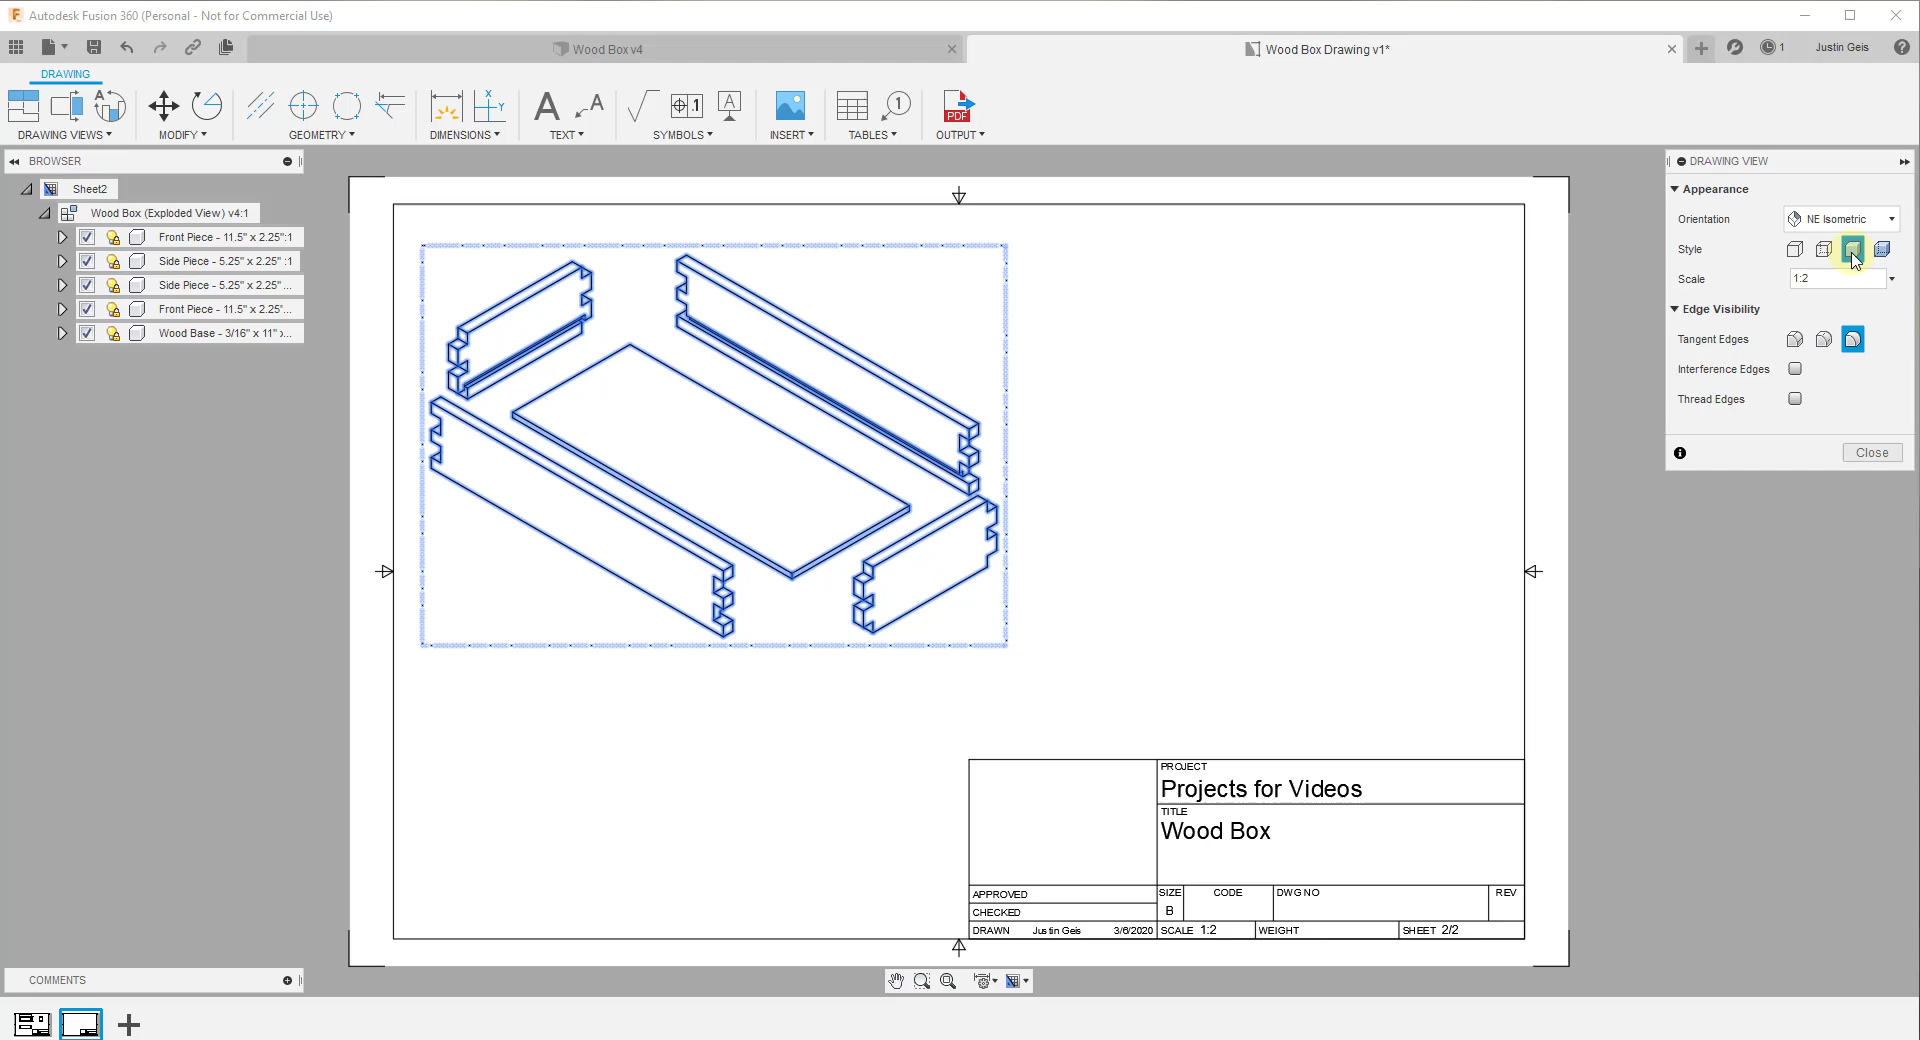 Autodesk Fusion 360 (Personal - Not for Commercial Use)
Wood Box v4
Wood Box Drawing v1*
1
Justin Geis
DRAWING
DRAWING VIEWS
MODIFY
GEOMETRY
DIMENSIONS
TEXT
SYMBOLS
INSERT
TABLES
OUTPUT
BROWSER
Sheet2
Wood Box (Exploded View) v4:1
Front Piece - 11.5" x 2.25":1
Side Piece - 5.25" x 2.25" :1
Side Piece - 5.25" x 2.25" ...
Front Piece - 11.5" x 2.25"...
Wood Base - 3/16" x 11" x...
DRAWING VIEW
Appearance
Orientation
NE Isometric
Style
Scale
1:2
Edge Visibility
Tangent Edges
Interference Edges
Thread Edges
Close
PROJECT
Projects for Videos
TITLE
Wood Box
APPROVED
CHECKED
DRAWN Justin Geis 3/6/2020
SIZE
B
CODE
DWG NO
REV
SCALE 1:2
WEIGHT
SHEET 2/2
COMMENTS